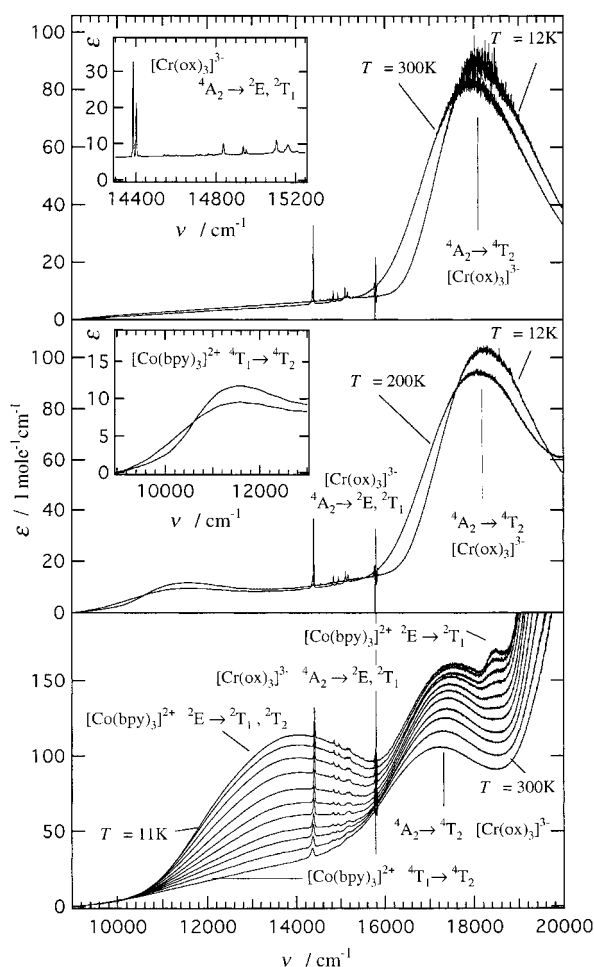 100
80
60
40
20
0
ε
30
20
10
0
[Cr(ox)₃]³⁻
⁴A₂ → ²E, ²T₁
14400 14800 15200
ν / cm⁻¹
T = 12K
T = 300K
⁴A₂ → ⁴T₂
[Cr(ox)₃]³⁻
ε / l mole⁻¹cm⁻¹
100
80
60
40
20
0
ε
15
10
5
0
[Co(bpy)₃]²⁺ ⁴T₁ → ⁴T₂
10000 12000
ν / cm⁻¹
T = 12K
T = 200K
[Cr(ox)₃]³⁻
⁴A₂ → ²E, ²T₁
⁴A₂ → ⁴T₂
[Cr(ox)₃]³⁻
150
100
50
0
[Co(bpy)₃]²⁺ ²E → ²T₁
[Cr(ox)₃]³⁻ ⁴A₂ → ²E, ²T₁
[Co(bpy)₃]²⁺ ²E → ²T₁ , ²T₂
T = 11K
T = 300K
⁴A₂ → ⁴T₂ [Cr(ox)₃]³⁻
[Co(bpy)₃]²⁺ ⁴T₁ → ⁴T₂
10000 12000 14000 16000 18000 20000
ν / cm⁻¹